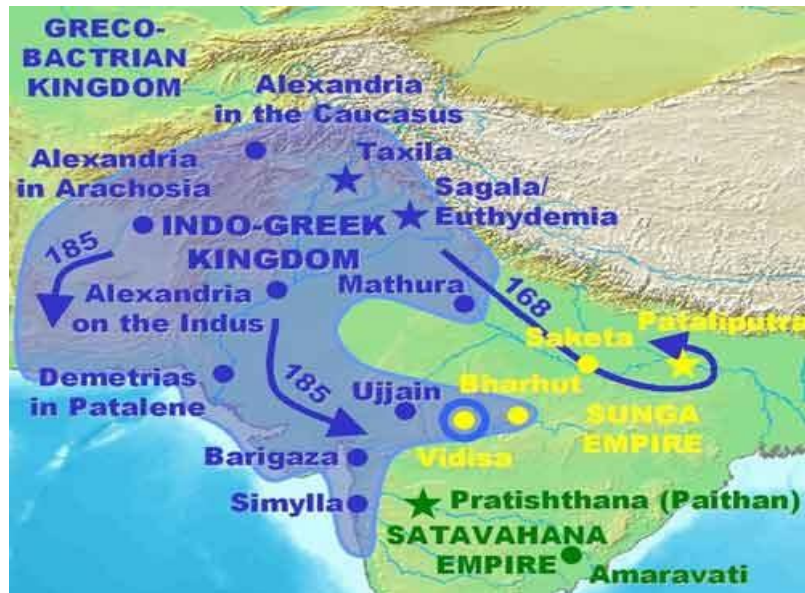 GRECO-
BACTRIAN
KINGDOM
Alexandria
in the Caucasus
Alexandria
in Arachosia
Taxila
Sagala/
Euthydemia
INDO-GREEK
KINGDOM
185
Alexandria
on the Indus
Mathura
168
Saketa
Pataliputra
Demetrias
in Patalene
185
Ujjain
Bharhut
SUNGA
EMPIRE
Vidisa
Barigaza
Simylla
Pratishthana (Paithan)
SATAVAHANA
EMPIRE
Amaravati